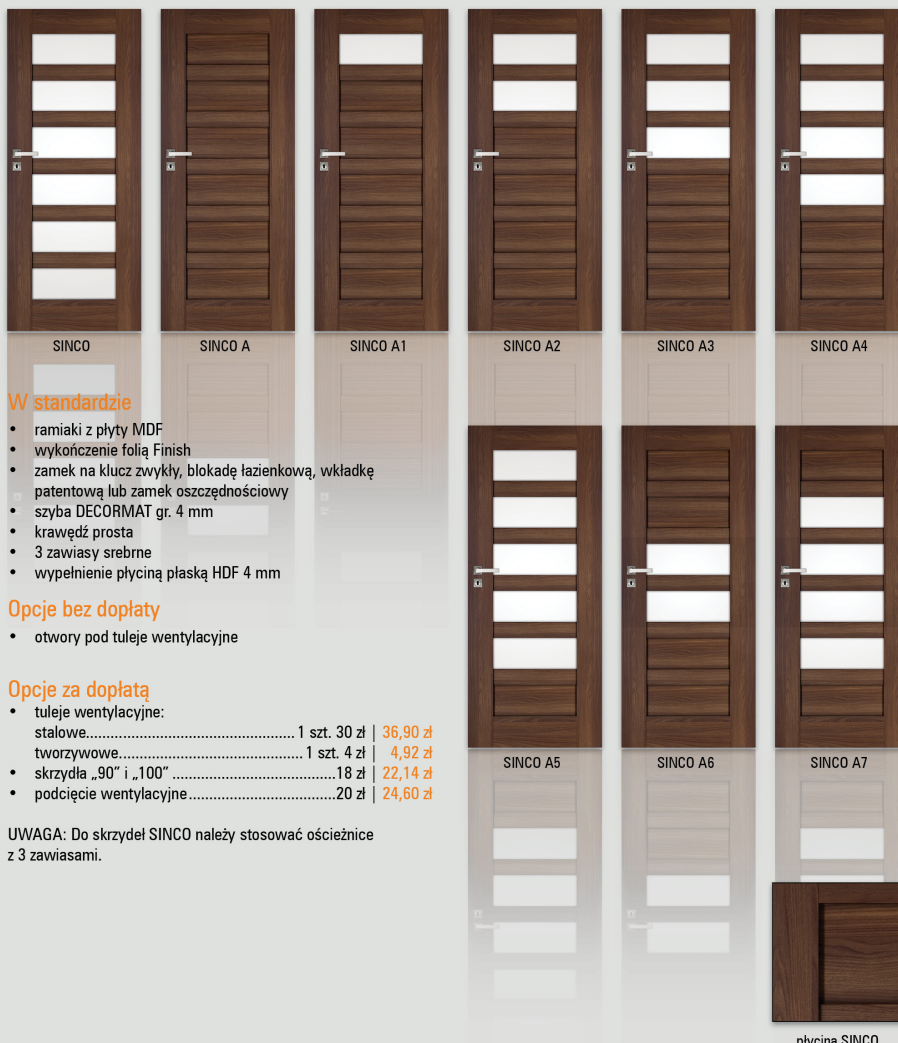 SINCO
SINCO A
SINCO A1
SINCO A2
SINCO A3
SINCO A4
W standardzie
• ramiaki z płyty MDF
• wykończenie folią Finish
• zamek na klucz zwykły, blokadę łazienkową, wkładkę
patentową lub zamek oszczędnościowy
• szyba DECORMAT gr. 4 mm
• krawędź prosta
• 3 zawiasy srebrne
• wypełnienie płyciną płaską HDF 4 mm
Opcje bez dopłaty
• otwory pod tuleje wentylacyjne
Opcje za dopłatą
• tuleje wentylacyjne:
stalowe................................................... 1 szt. 30 zł | 36,90 zł
tworzywowe............................................. 1 szt. 4 zł | 4,92 zł
• skrzydła „90” i „100” ........................................18 zł | 22,14 zł
• podcięcie wentylacyjne....................................20 zł | 24,60 zł
UWAGA: Do skrzydeł SINCO należy stosować ościeżnice
z 3 zawiasami.
SINCO A5
SINCO A6
SINCO A7
płycina SINCO